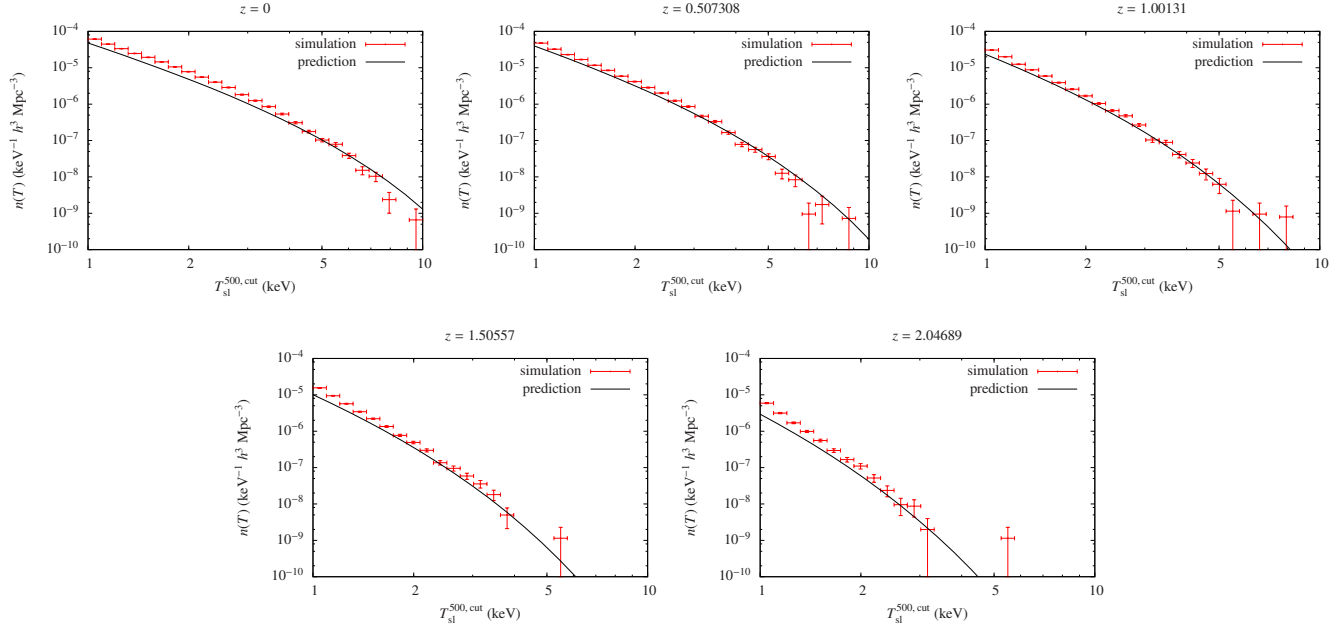 z = 0
10⁻⁴
10⁻⁵
10⁻⁶
10⁻⁷
10⁻⁸
10⁻⁹
10⁻¹⁰
n(T) (keV⁻¹ h³ Mpc⁻³)
simulation
prediction
1 2 5 10
T_sl^500, cut (keV)
z = 0.507308
10⁻⁴
10⁻⁵
10⁻⁶
10⁻⁷
10⁻⁸
10⁻⁹
10⁻¹⁰
n(T) (keV⁻¹ h³ Mpc⁻³)
simulation
prediction
1 2 5 10
T_sl^500, cut (keV)
z = 1.00131
10⁻⁴
10⁻⁵
10⁻⁶
10⁻⁷
10⁻⁸
10⁻⁹
10⁻¹⁰
n(T) (keV⁻¹ h³ Mpc⁻³)
simulation
prediction
1 2 5 10
T_sl^500, cut (keV)
z = 1.50557
10⁻⁴
10⁻⁵
10⁻⁶
10⁻⁷
10⁻⁸
10⁻⁹
10⁻¹⁰
n(T) (keV⁻¹ h³ Mpc⁻³)
simulation
prediction
1 2 5 10
T_sl^500, cut (keV)
z = 2.04689
10⁻⁴
10⁻⁵
10⁻⁶
10⁻⁷
10⁻⁸
10⁻⁹
10⁻¹⁰
n(T) (keV⁻¹ h³ Mpc⁻³)
simulation
prediction
1 2 5 10
T_sl^500, cut (keV)